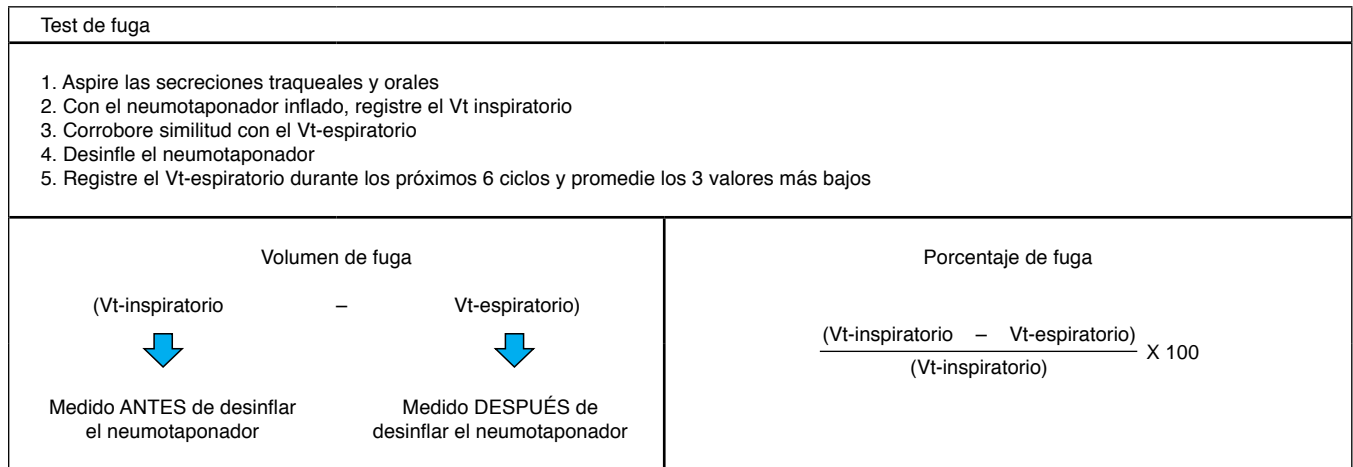 Test de fuga
1. Aspire las secreciones traqueales y orales
2. Con el neumotaponador inflado, registre el Vt inspiratorio
3. Corrobore similitud con el Vt-espiratorio
4. Desinfle el neumotaponador
5. Registre el Vt-espiratorio durante los próximos 6 ciclos y promedie los 3 valores más bajos
Volumen de fuga
(Vt-inspiratorio – Vt-espiratorio)
Medido ANTES de desinflar
el neumotaponador
Medido DESPUÉS de
desinflar el neumotaponador
Porcentaje de fuga
(Vt-inspiratorio – Vt-espiratorio)
(Vt-inspiratorio)
X 100